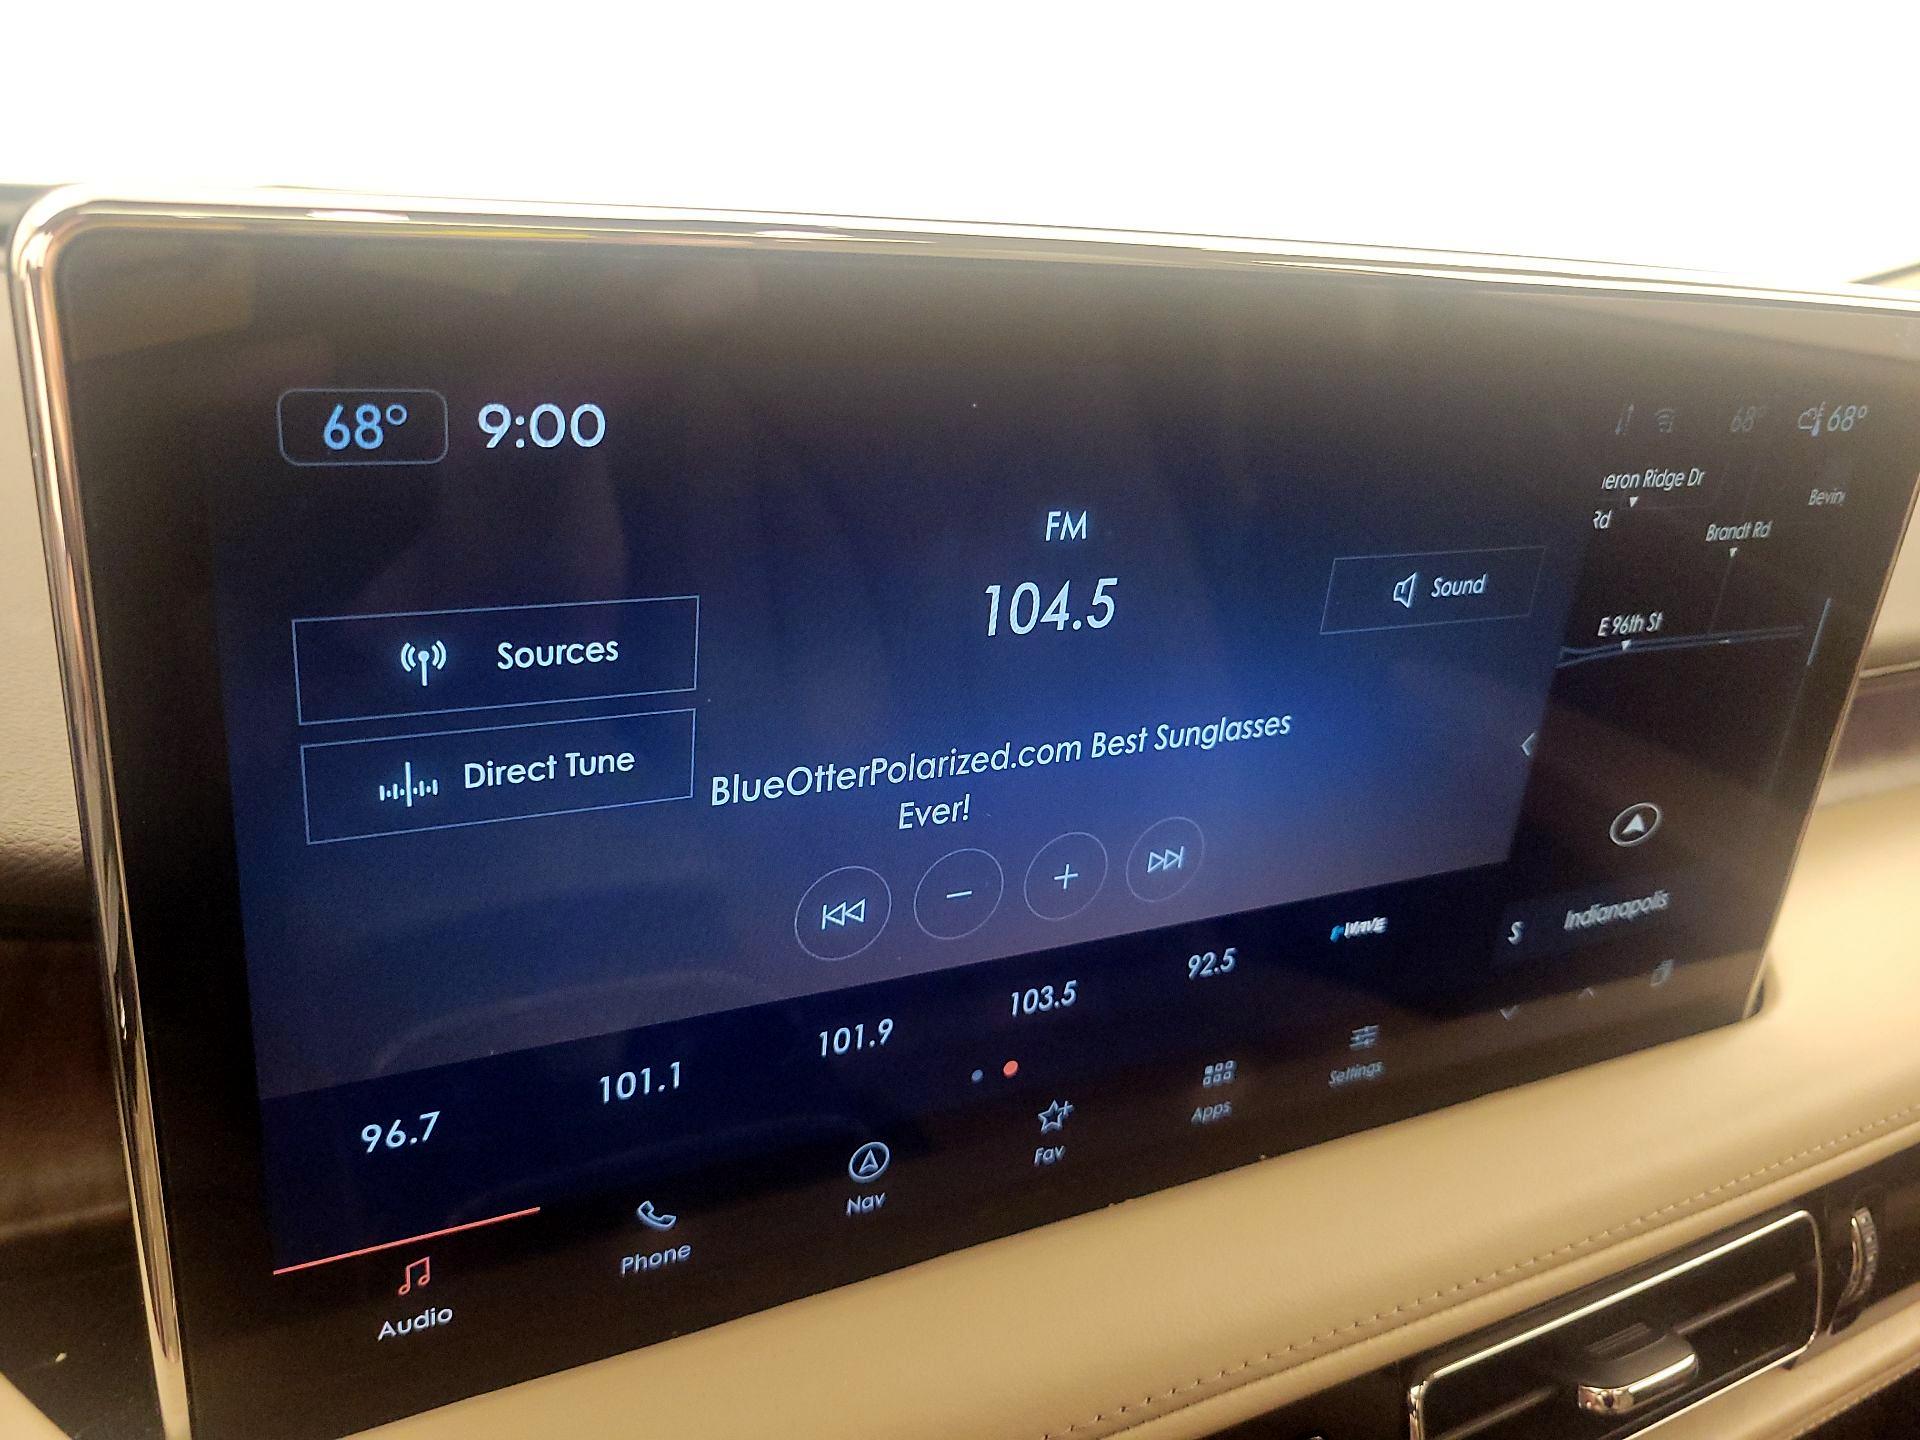 68° 9:00
68° 68°
eron Ridge Dr
Rd
Bevin
Brandt Rd
E 96th St
FM
104.5
Sound
Sources
Direct Tune
BlueOtterPolarized.com Best Sunglasses
Ever!
S Indianapolis
96.7 101.1 101.9 103.5 92.5 WAVE
Audio Phone Nav Fav Apps Settings